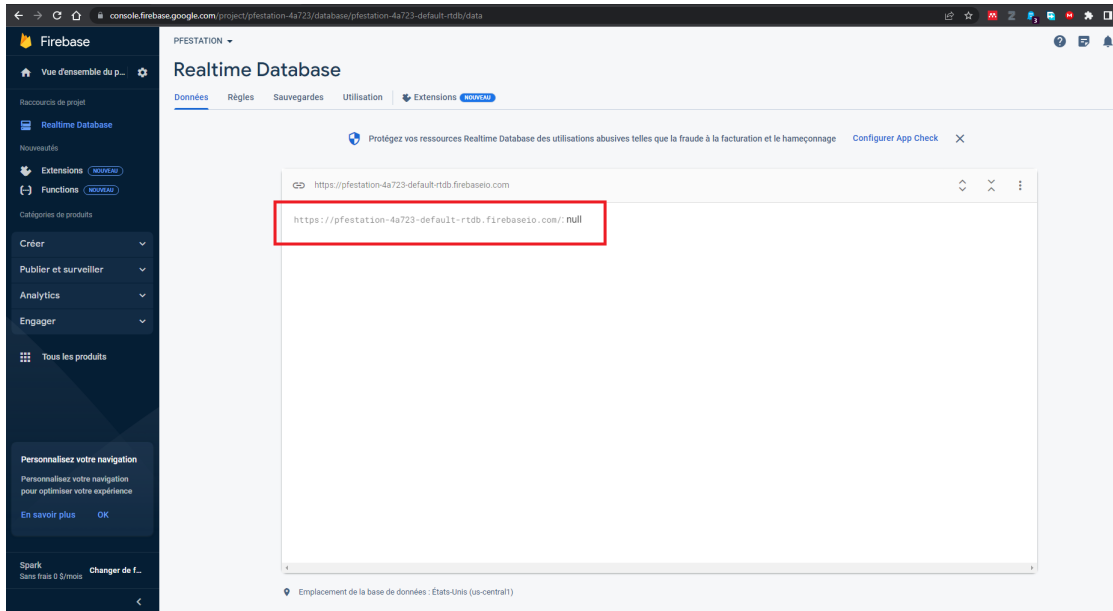 console.firebase.google.com/project/pfestation-4a723/database/pfestation-4a723-default-rtdb/data
Firebase
Vue d'ensemble du p...
Raccourcis de projet
Realtime Database
Nouveautés
Extensions NOUVEAU
Functions NOUVEAU
Catégories de produits
Créer
Publier et surveiller
Analytics
Engager
Tous les produits
Personnalisez votre navigation
Personnalisez votre navigation
pour optimiser votre expérience
En savoir plus OK
Spark
Sans frais 0 $/mois
Changer de f...
PFESTATION
Realtime Database
Données Règles Sauvegardes Utilisation Extensions NOUVEAU
Protégez vos ressources Realtime Database des utilisations abusives telles que la fraude à la facturation et le hameçonnage Configurer App Check
https://pfestation-4a723-default-rtdb.firebaseio.com
https://pfestation-4a723-default-rtdb.firebaseio.com/: null
Emplacement de la base de données : États-Unis (us-central1)